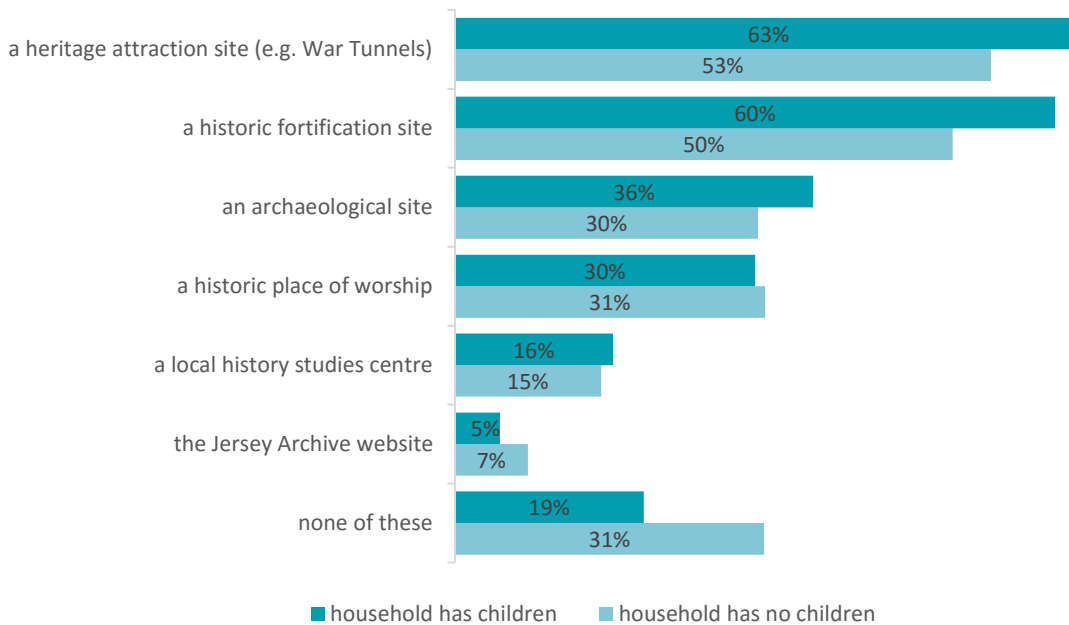 a heritage attraction site (e.g. War Tunnels)
63%
53%
a historic fortification site
60%
50%
an archaeological site
36%
30%
a historic place of worship
30%
31%
a local history studies centre
16%
15%
the Jersey Archive website
5%
7%
none of these
19%
31%
household has children household has no children